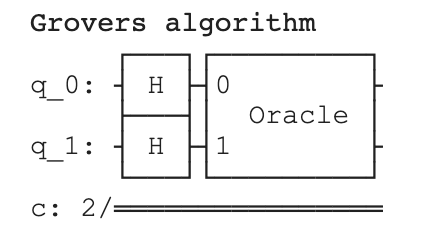 Grovers algorithm
q_0: H 0
Oracle
q_1: H 1
c: 2/